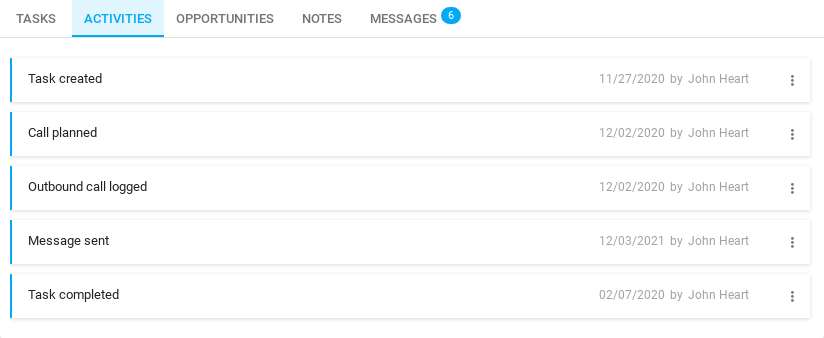 TASKS ACTIVITIES OPPORTUNITIES NOTES MESSAGES 6
Task created 11/27/2020 by John Heart
Call planned 12/02/2020 by John Heart
Outbound call logged 12/02/2020 by John Heart
Message sent 12/03/2021 by John Heart
Task completed 02/07/2020 by John Heart